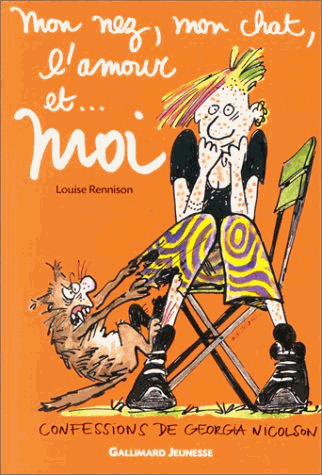 Mon nez, mon chat,
l'amour
et...
Moi
Louise Rennison
CONFESSIONS DE GEORGIA NICOLSON
GALLIMARD JEUNESSE